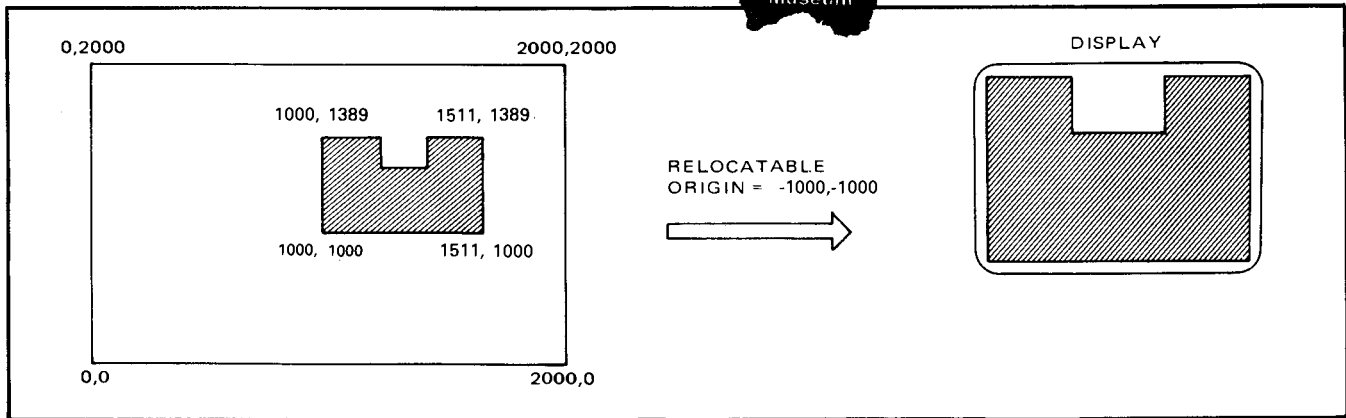 Museum
0,2000
2000,2000
DISPLAY
1000, 1389
1511, 1389
RELOCATABLE
ORIGIN = -1000,-1000
1000, 1000
1511, 1000
0,0
2000,0